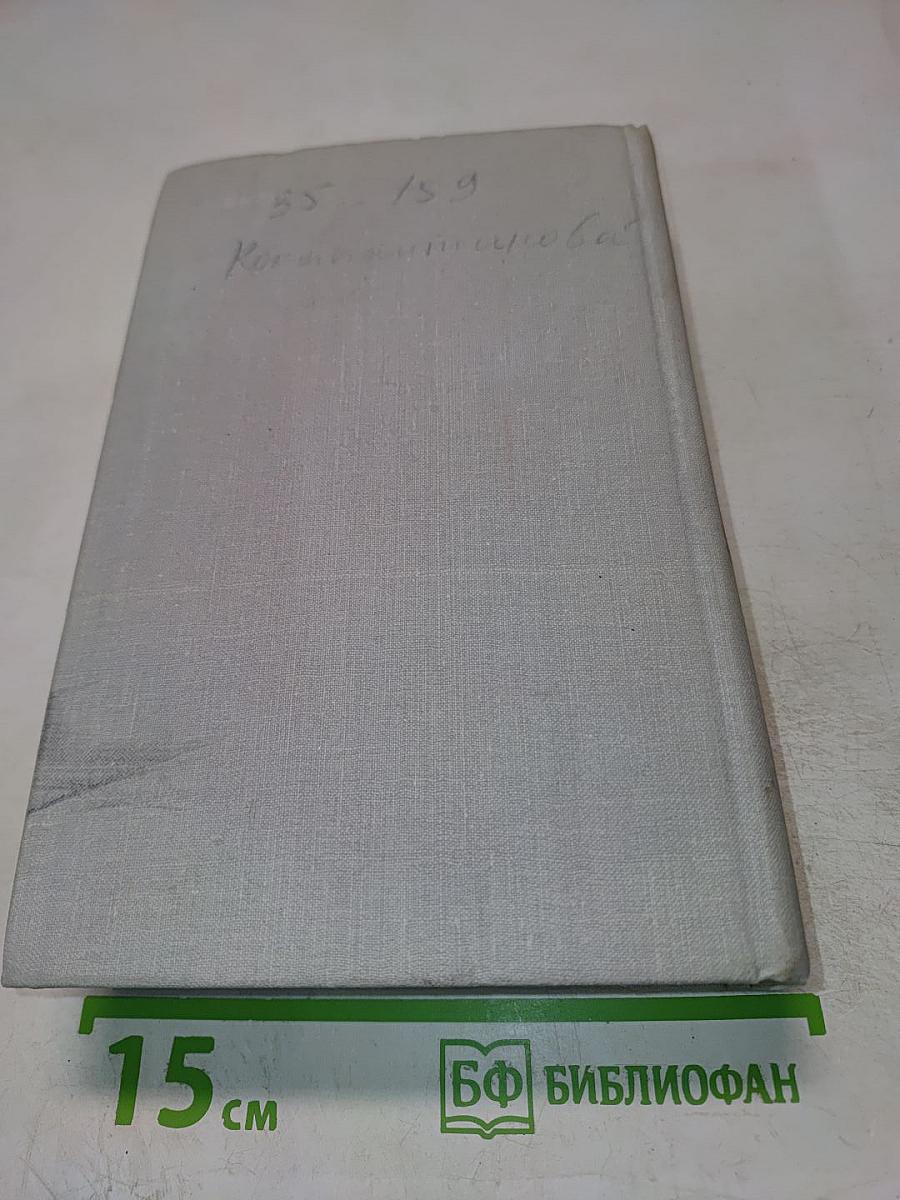 35 - 159
Константинова
15 см
БФ БИБЛИОФАН